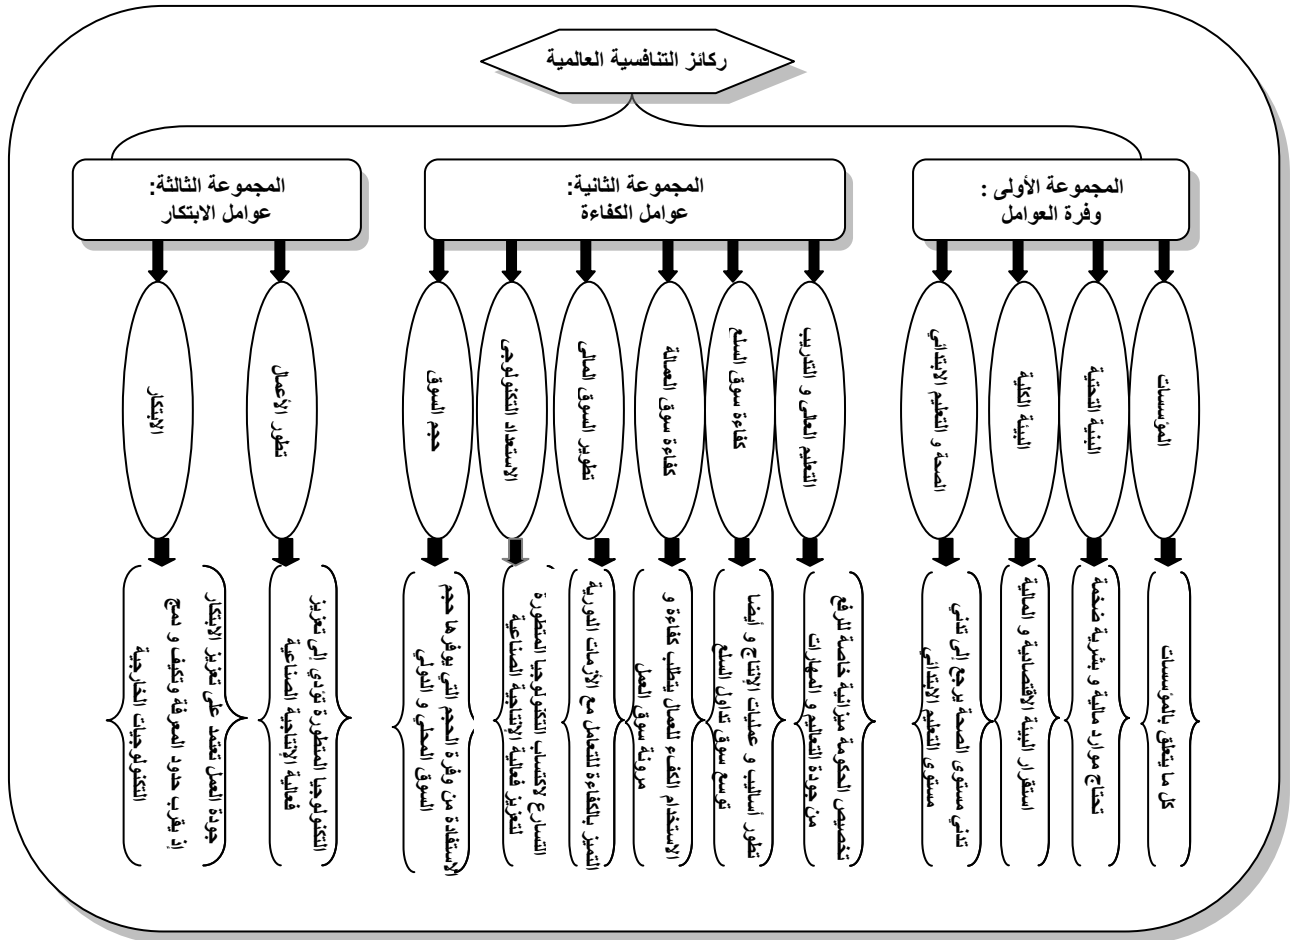 ركائز التنافسية العالمية
المجموعة الأولى :
وفرة العوامل
المجموعة الثانية:
عوامل الكفاءة
المجموعة الثالثة:
عوامل الابتكار
المؤسسات
البنية التحتية
البيئة الكلية
الصحة و التعليم الابتدائي
التعليم العالي و التدريب
كفاءة سوق السلع
كفاءة سوق العمالة
تطوير السوق المالي
الاستعداد التكنولوجي
حجم السوق
تطور الأعمال
الابتكار
كل ما يتعلق بالمؤسسات
تحتاج موارد مالية و بشرية ضخمة
استقرار البيئة الاقتصادية و المالية
تدني مستوى الصحة يرجع إلى تدني
مستوى التعليم الابتدائي
تخصيص الحكومة ميزانية خاصة للرفع
من جودة التعاليم و المهارات
تطور أساليب و عمليات الإنتاج و أيضا
توسع سوق تداول السلع
الاستخدام الكفء للعمال يتطلب كفاءة و
مرونة سوق العمل
التميز بالكفاءة للتعامل مع الأزمات الدورية
التسارع لاكتساب التكنولوجيا المتطورة
لتعزيز فعالية الإنتاجية الصناعية
الاستفادة من وفرة الحجم التي يوفرها حجم
السوق المحلي و الدولي
التكنولوجيا المتطورة تؤدي إلى تعزيز
فعالية الإنتاجية الصناعية
جودة العمل تعتمد على تعزيز الابتكار
إذ يقرب حدود المعرفة وتكيف و دمج
التكنولوجيات الخارجية